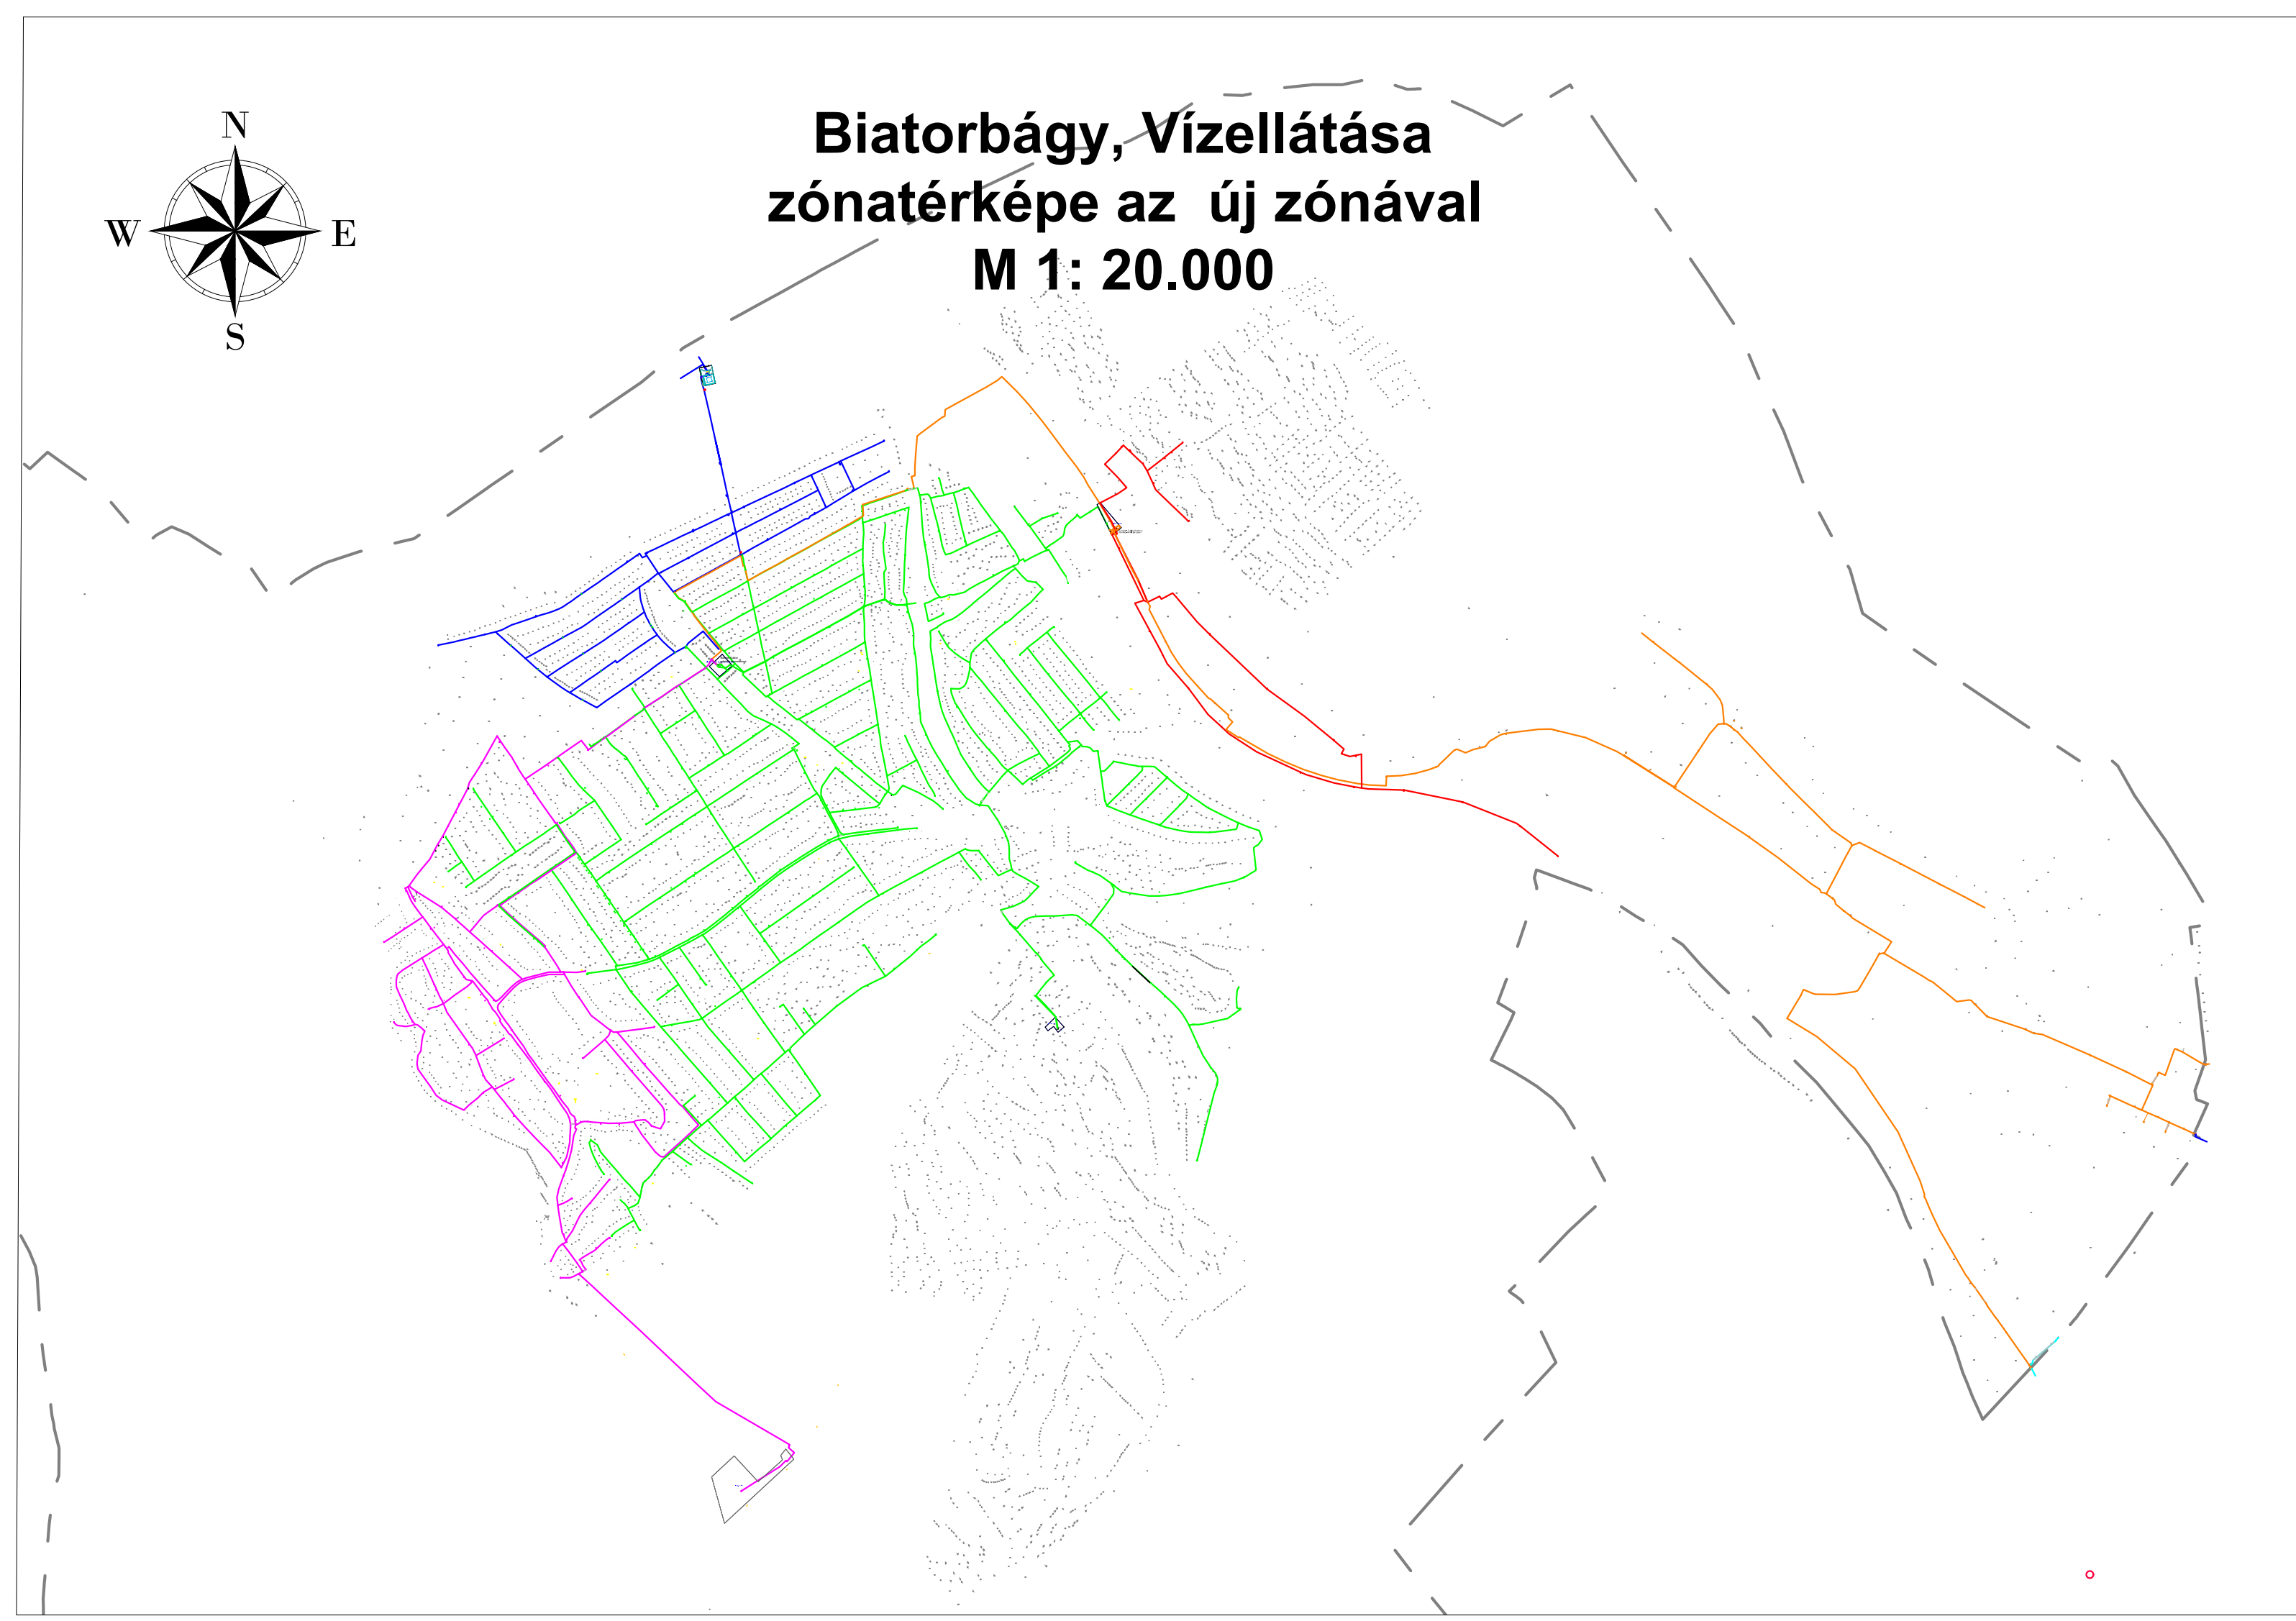 Biatorbágy, Vízellátása
zónatérképe az új zónával
M 1: 20.000
N
W
E
S